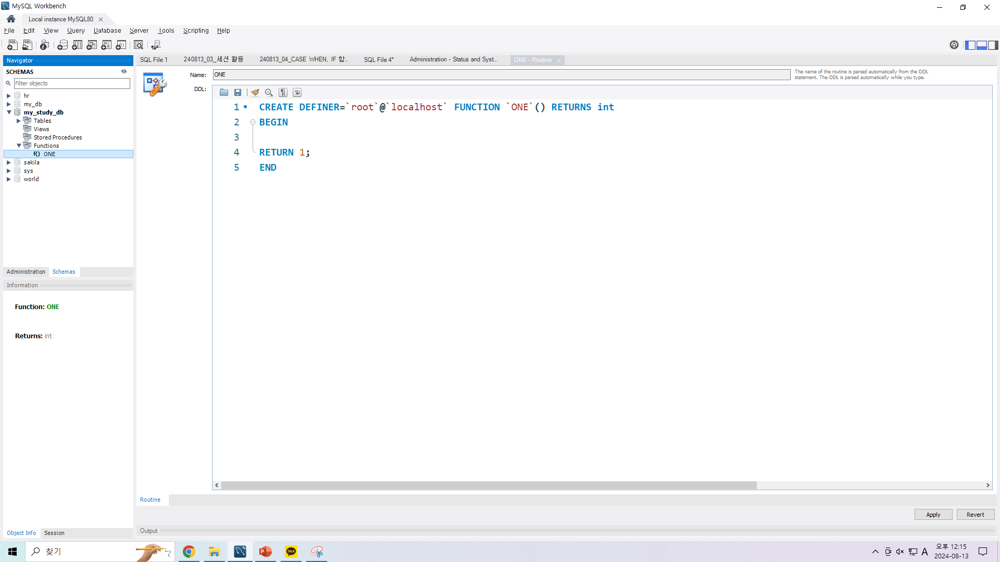 MySQL Workbench
Local instance MySQL80
File Edit View Query Database Server Tools Scripting Help
Navigator
SCHEMAS
Filter objects
hr
my_db
my_study_db
Tables
Views
Stored Procedures
Functions
f() ONE
sakila
sys
world
Administration Schemas
Information
Function: ONE
Returns: int
Object Info Session
SQL File 1 240813_03_세션 활용 240813_04_CASE WHEN, IF 함... SQL File 4* Administration - Status and Syst... ONE - Routine
Name: ONE
The name of the routine is parsed automatically from the DDL
statement. The DDL is parsed automatically while you type.
DDL:
1 CREATE DEFINER=`root`@`localhost` FUNCTION `ONE`() RETURNS int
2 BEGIN
3
4 RETURN 1;
5 END
Routine
Apply Revert
Output
찾기
TALK
A
오후 12:15
2024-08-13